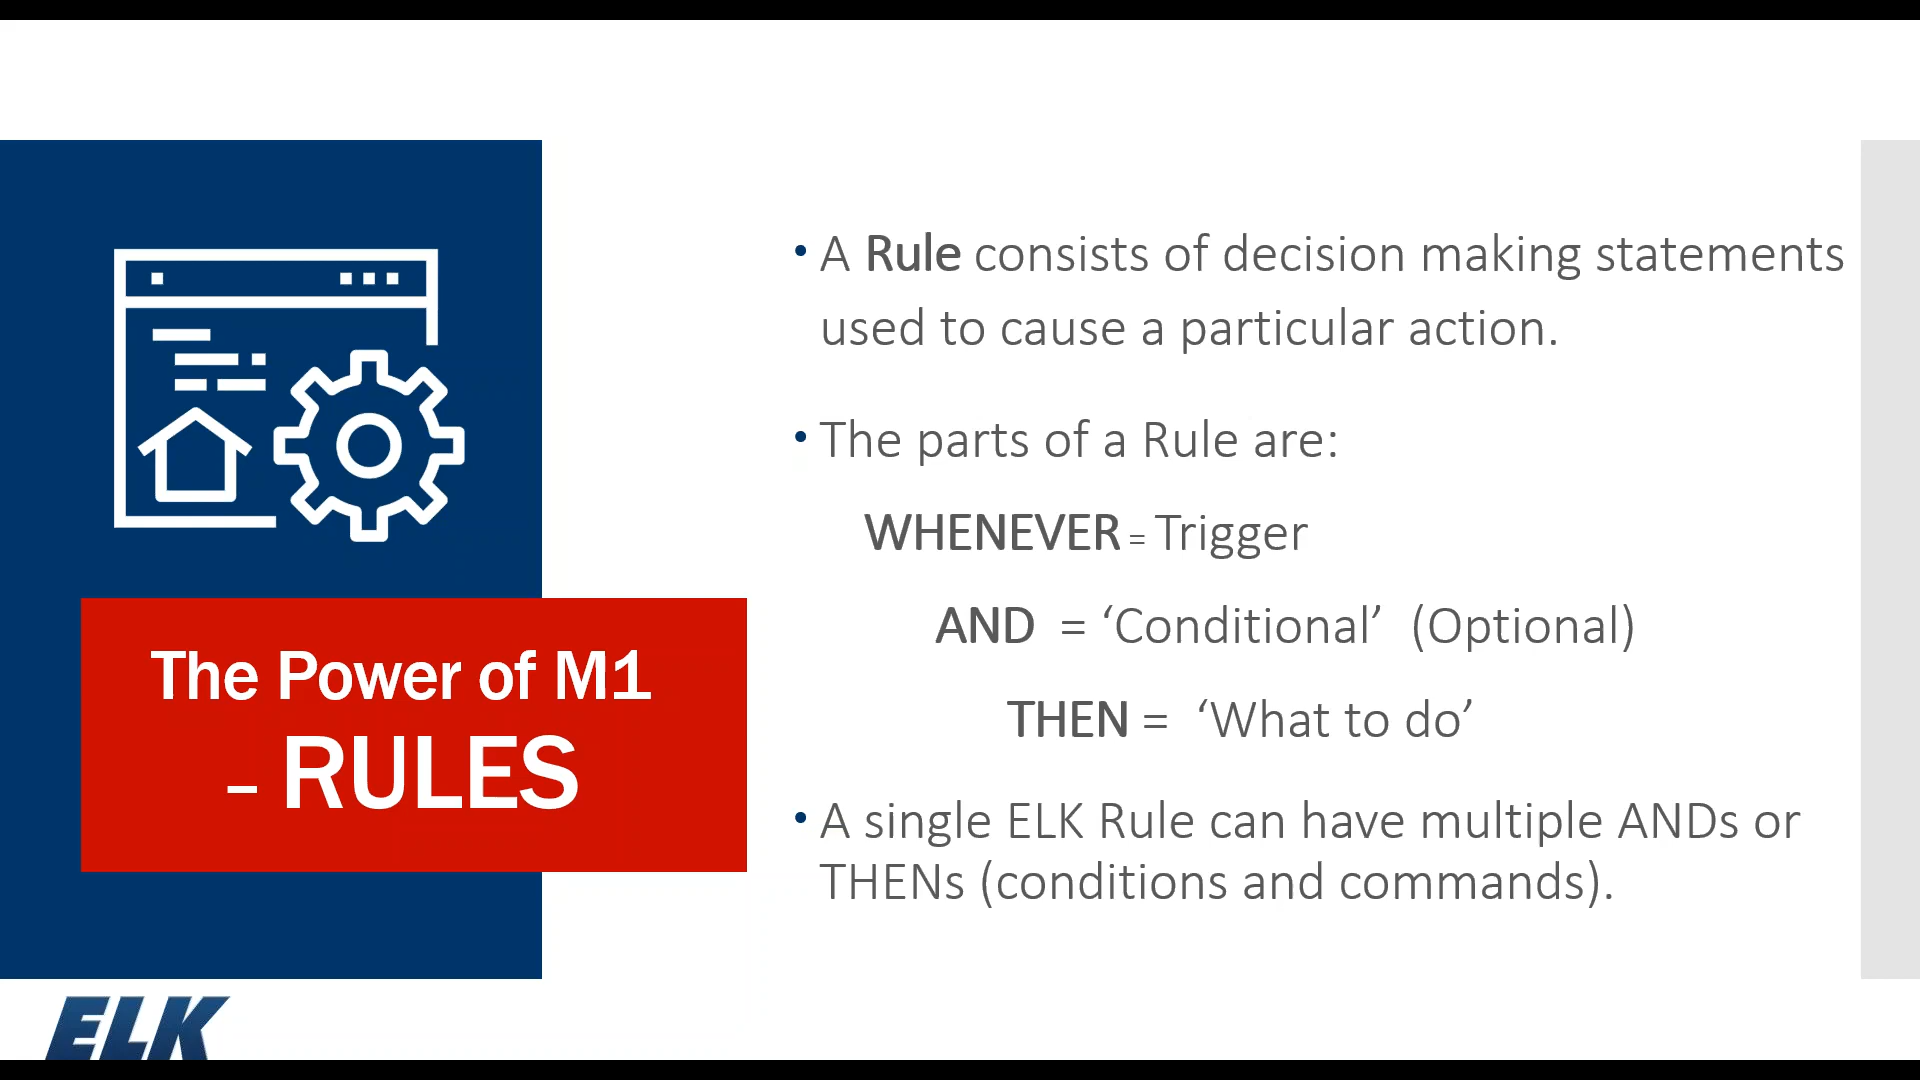 The Power of M1
– RULES
• A Rule consists of decision making statements
used to cause a particular action.
• The parts of a Rule are:
WHENEVER = Trigger
AND = ‘Conditional’ (Optional)
THEN = ‘What to do’
• A single ELK Rule can have multiple ANDs or
THENs (conditions and commands).
ELK